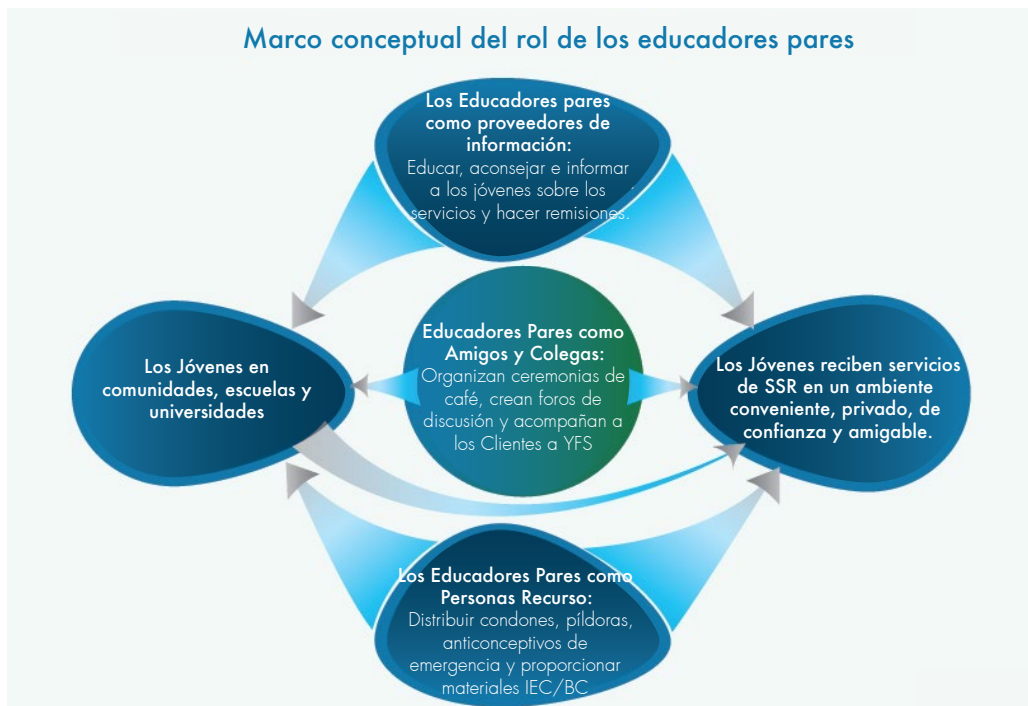 Marco conceptual del rol de los educadores pares
Los Educadores pares
como proveedores de
información:
Educar, aconsejar e informar
a los jóvenes sobre los
servicios y hacer remisiones.
Los Jóvenes en
comunidades, escuelas y
universidades
Educadores Pares como
Amigos y Colegas:
Organizan ceremonias de
café, crean foros de
discusión y acompañan a
los Clientes a YFS
Los Jóvenes reciben servicios
de SSR en un ambiente
conveniente, privado, de
confianza y amigable.
Los Educadores Pares como
Personas Recurso:
Distribuir condones, píldoras,
anticonceptivos de
emergencia y proporcionar
materiales IEC/BC